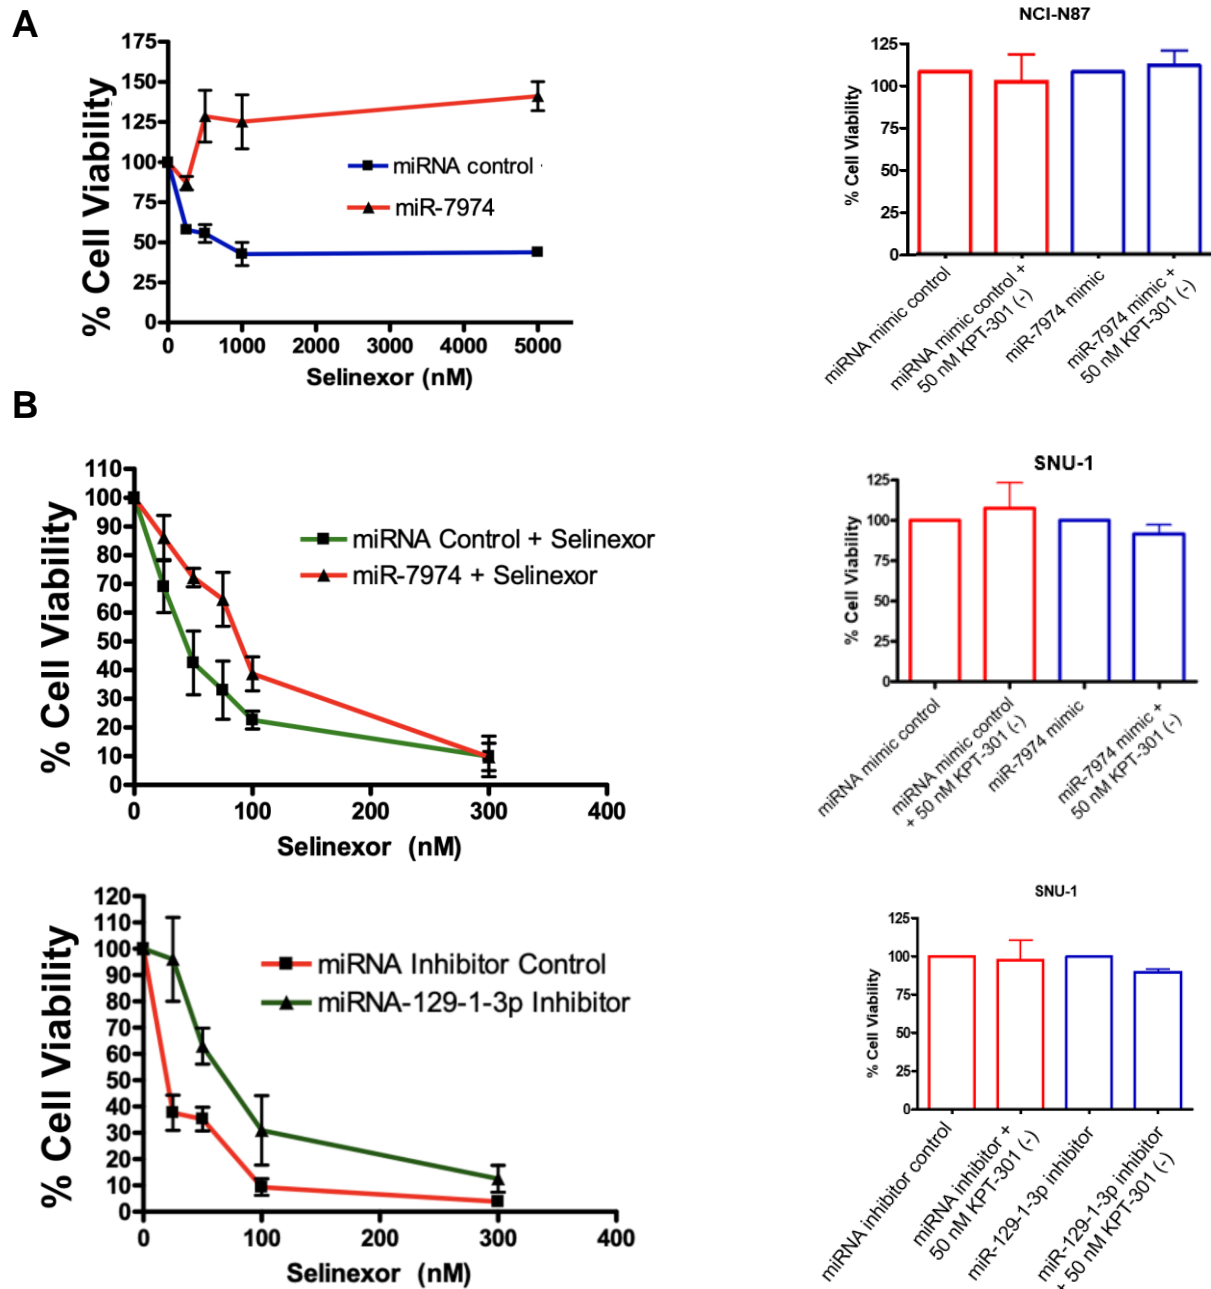 A
175
150
125
100
75
50
25
0
% Cell Viability
miRNA control
miR-7974
0 1000 2000 3000 4000 5000
Selinexor (nM)
NCI-N87
125
100
75
50
25
0
% Cell Viability
miRNA mimic control
miRNA mimic control +
50 nM KPT-301 (-)
miR-7974 mimic
miR-7974 mimic +
50 nM KPT-301 (-)
B
110
100
90
80
70
60
50
40
30
20
10
0
% Cell Viability
miRNA Control + Selinexor
miR-7974 + Selinexor
0 100 200 300 400
Selinexor (nM)
SNU-1
125
100
75
50
25
0
% Cell Viability
miRNA mimic control
miRNA mimic control
+ 50 nM KPT-301 (-)
miR-7974 mimic
miR-7974 mimic +
50 nM KPT-301 (-)
120
110
100
90
80
70
60
50
40
30
20
10
0
% Cell Viability
miRNA Inhibitor Control
miRNA-129-1-3p Inhibitor
0 100 200 300 400
Selinexor (nM)
SNU-1
125
100
75
50
25
0
% Cell Viability
miRNA inhibitor control
miRNA inhibitor +
50 nM KPT-301 (-)
miR-129-1-3p inhibitor
miR-129-1-3p inhibitor
+ 50 nM KPT-301 (-)